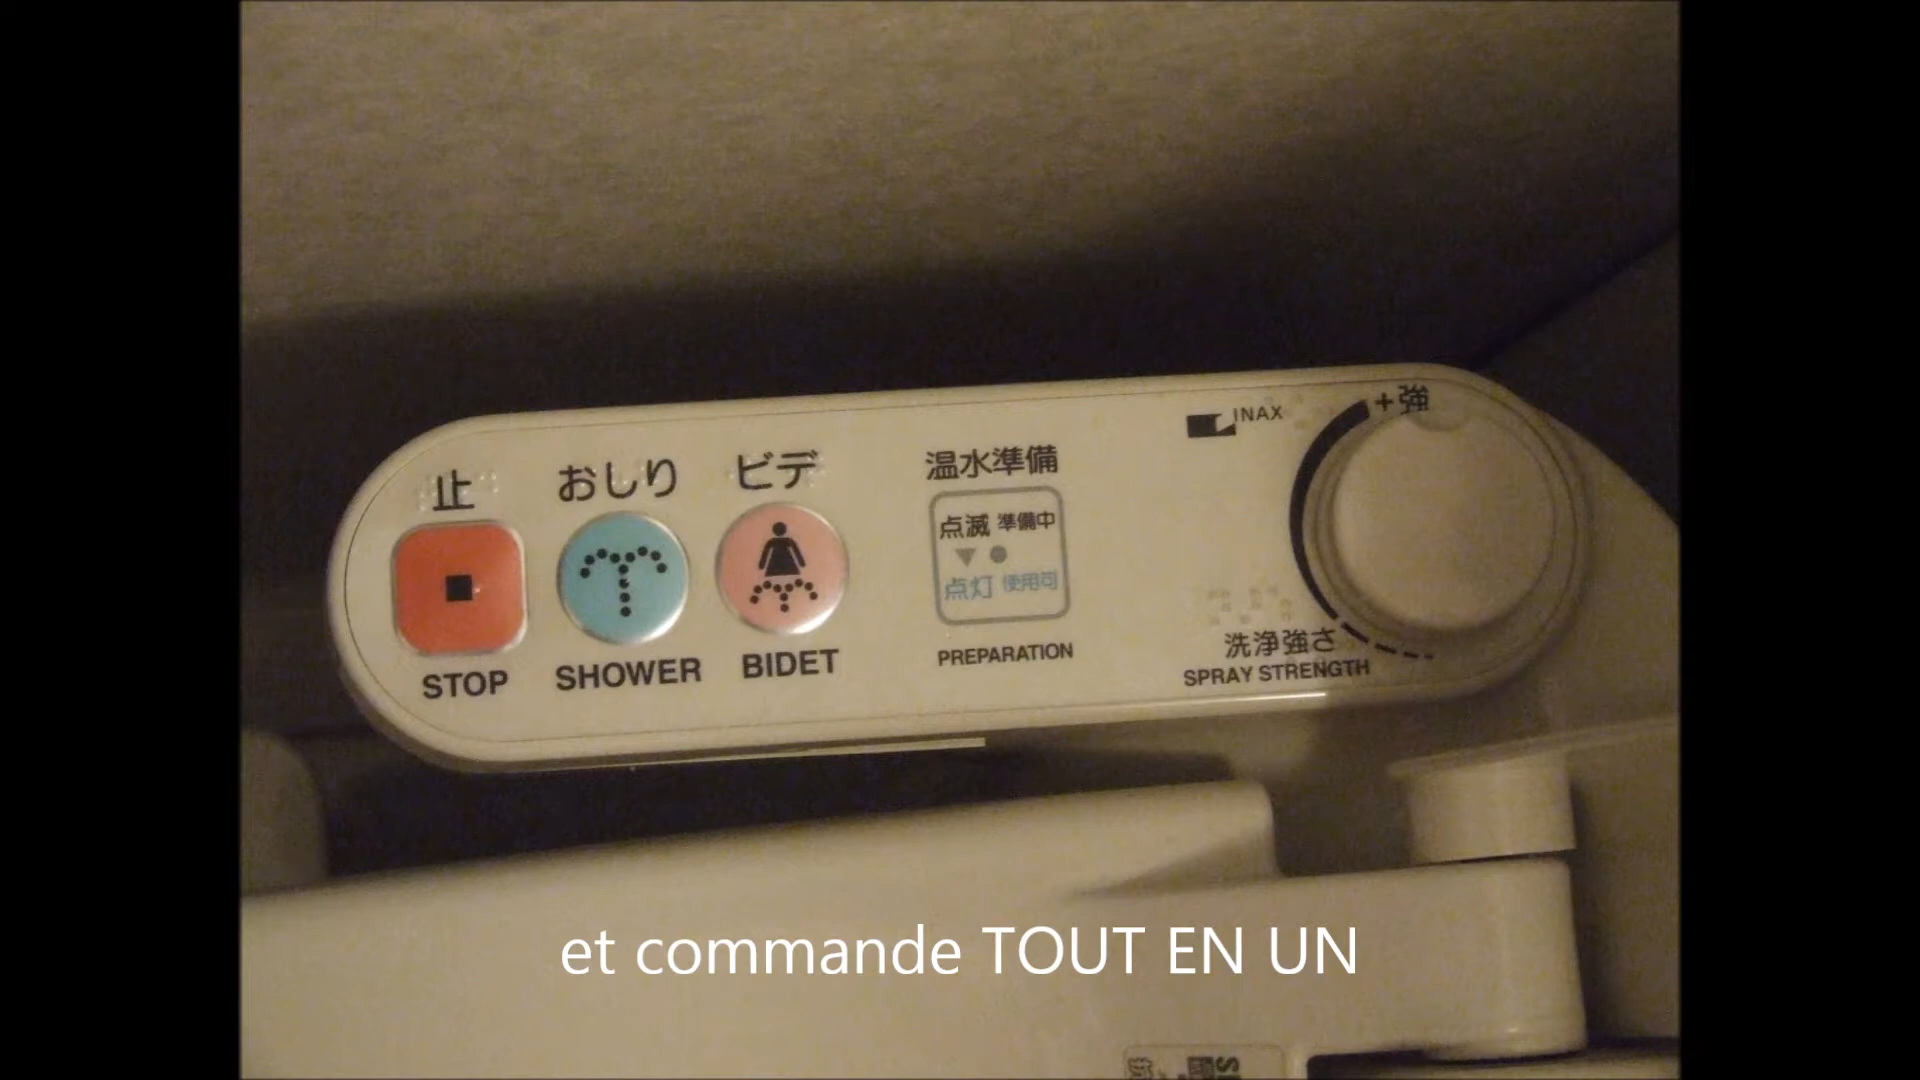 止
おしり
ビデ
温水準備
INAX
+強
点滅 準備中
点灯 使用可
STOP
SHOWER
BIDET
PREPARATION
洗浄強さ
SPRAY STRENGTH
et commande TOUT EN UN